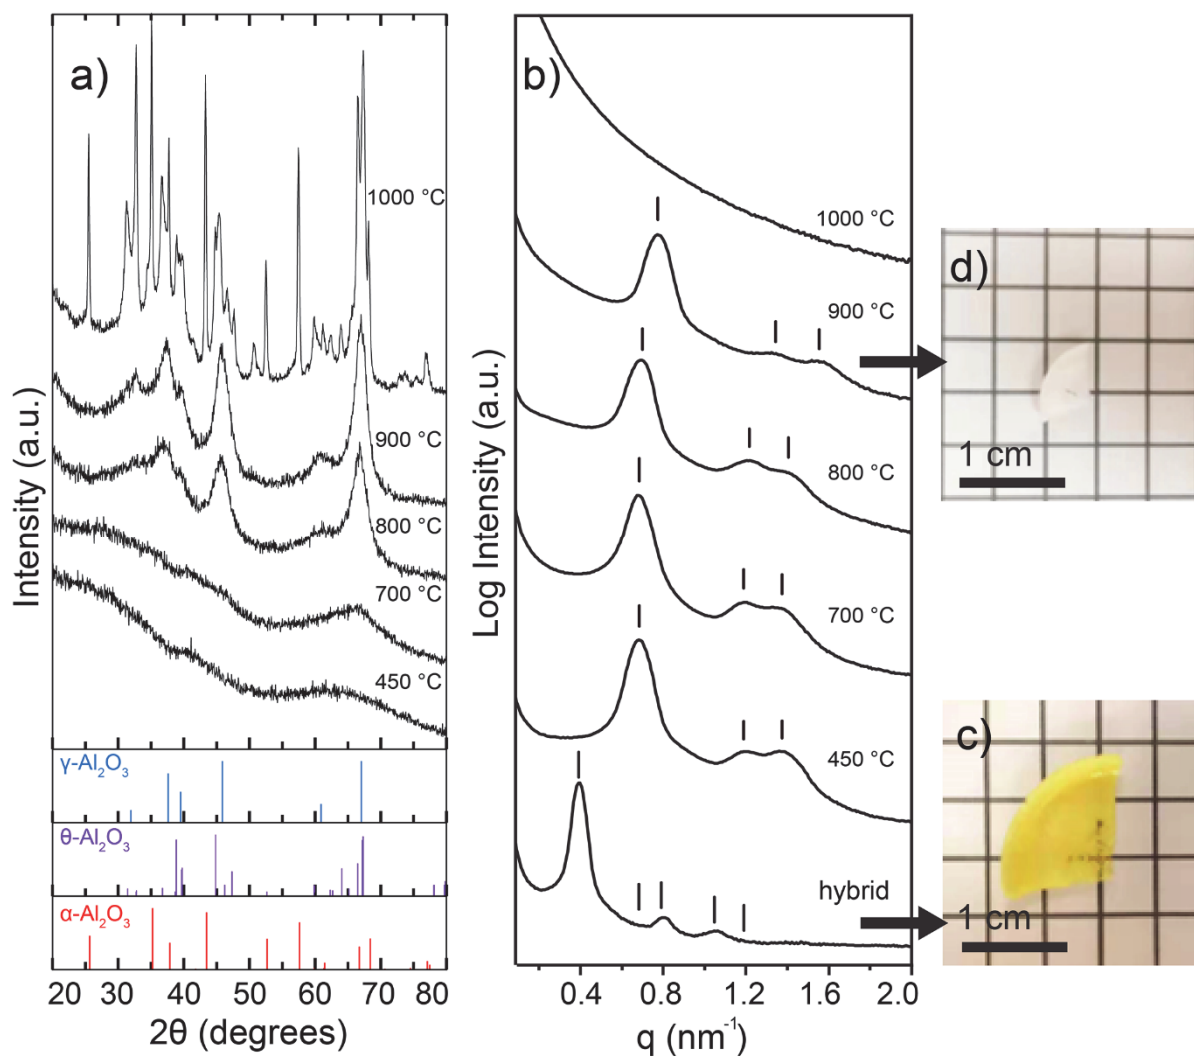 a)
1000 °C
900 °C
800 °C
700 °C
450 °C
Intensity (a.u.)
γ-Al₂O₃
θ-Al₂O₃
α-Al₂O₃
20 30 40 50 60 70 80
2θ (degrees)
b)
1000 °C
900 °C
800 °C
700 °C
450 °C
hybrid
Log Intensity (a.u.)
0.4 0.8 1.2 1.6 2.0
q (nm⁻¹)
d)
1 cm
c)
1 cm